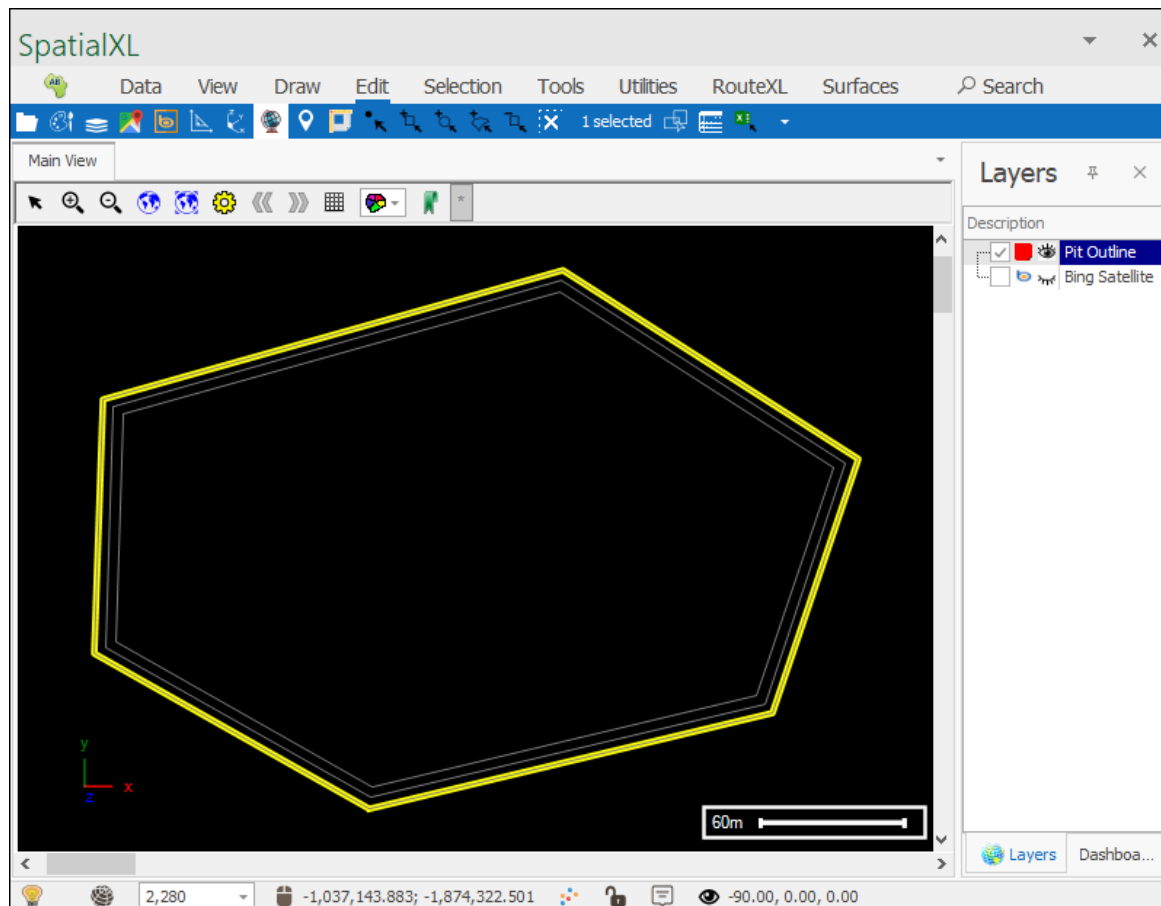 SpatialXL
AB Data View Draw Edit Selection Tools Utilities RouteXL Surfaces Search
1 selected
Main View
Layers
Description
Pit Outline
Bing Satellite
y
x
z
60m
Layers Dashboa...
2,280 -1,037,143.883; -1,874,322.501 -90.00, 0.00, 0.00